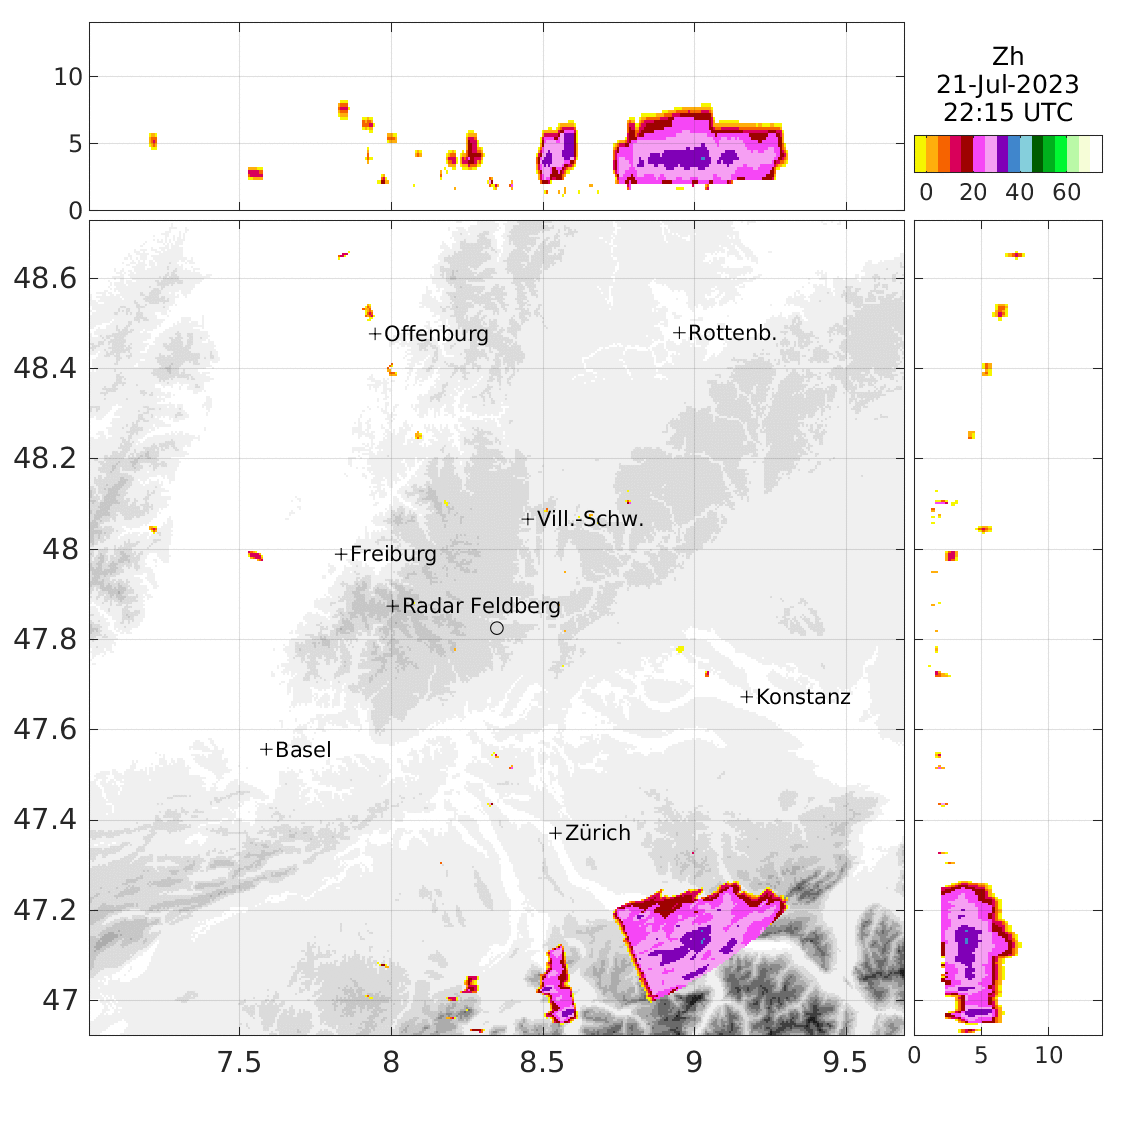 Zh
21-Jul-2023
22:15 UTC
0 20 40 60
10
5
0
48.6
48.4
48.2
48
47.8
47.6
47.4
47.2
47
Offenburg
Rottenb.
Vill.-Schw.
Freiburg
Radar Feldberg
Konstanz
Basel
Zürich
7.5 8 8.5 9 9.5
0 5 10